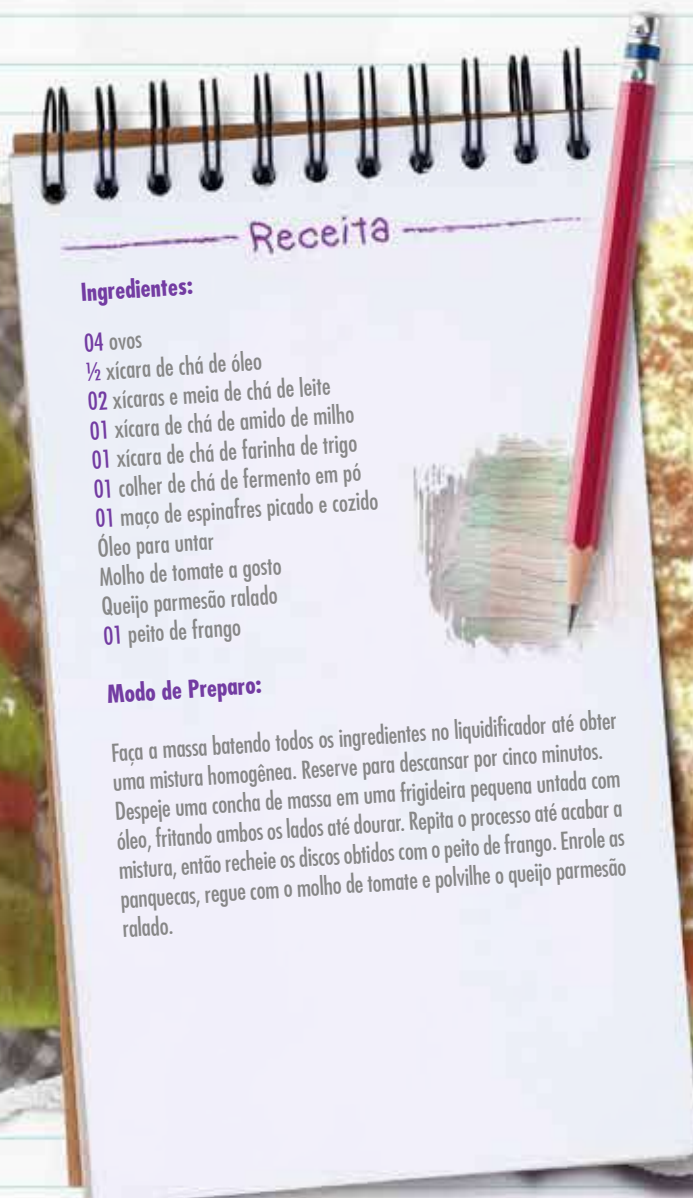 Receita
Ingredientes:
04 ovos
½ xícara de chá de óleo
02 xícaras e meia de chá de leite
01 xícara de chá de amido de milho
01 xícara de chá de farinha de trigo
01 colher de chá de fermento em pó
01 maço de espinafres picado e cozido
Óleo para untar
Molho de tomate a gosto
Queijo parmesão ralado
01 peito de frango
Modo de Preparo:
Faça a massa batendo todos os ingredientes no liquidificador até obter
uma mistura homogênea. Reserve para descansar por cinco minutos.
Despeje uma concha de massa em uma frigideira pequena untada com
óleo, fritando ambos os lados até dourar. Repita o processo até acabar a
mistura, então recheie os discos obtidos com o peito de frango. Enrole as
panquecas, regue com o molho de tomate e polvilhe o queijo parmesão
ralado.